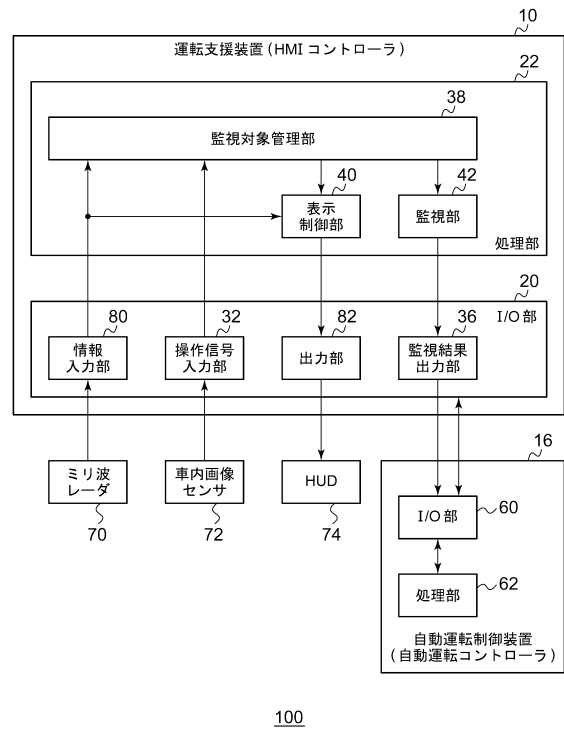 10
運転支援装置(HMIコントローラ)
22
38
監視対象管理部
40
42
表示
制御部
監視部
処理部
20
I/O部
80
32
82
36
情報
入力部
操作信号
入力部
出力部
監視結果
出力部
16
ミリ波
レーダ
車内画像
センサ
HUD
70
72
74
I/O部
60
処理部
62
自動運転制御装置
(自動運転コントローラ)
100